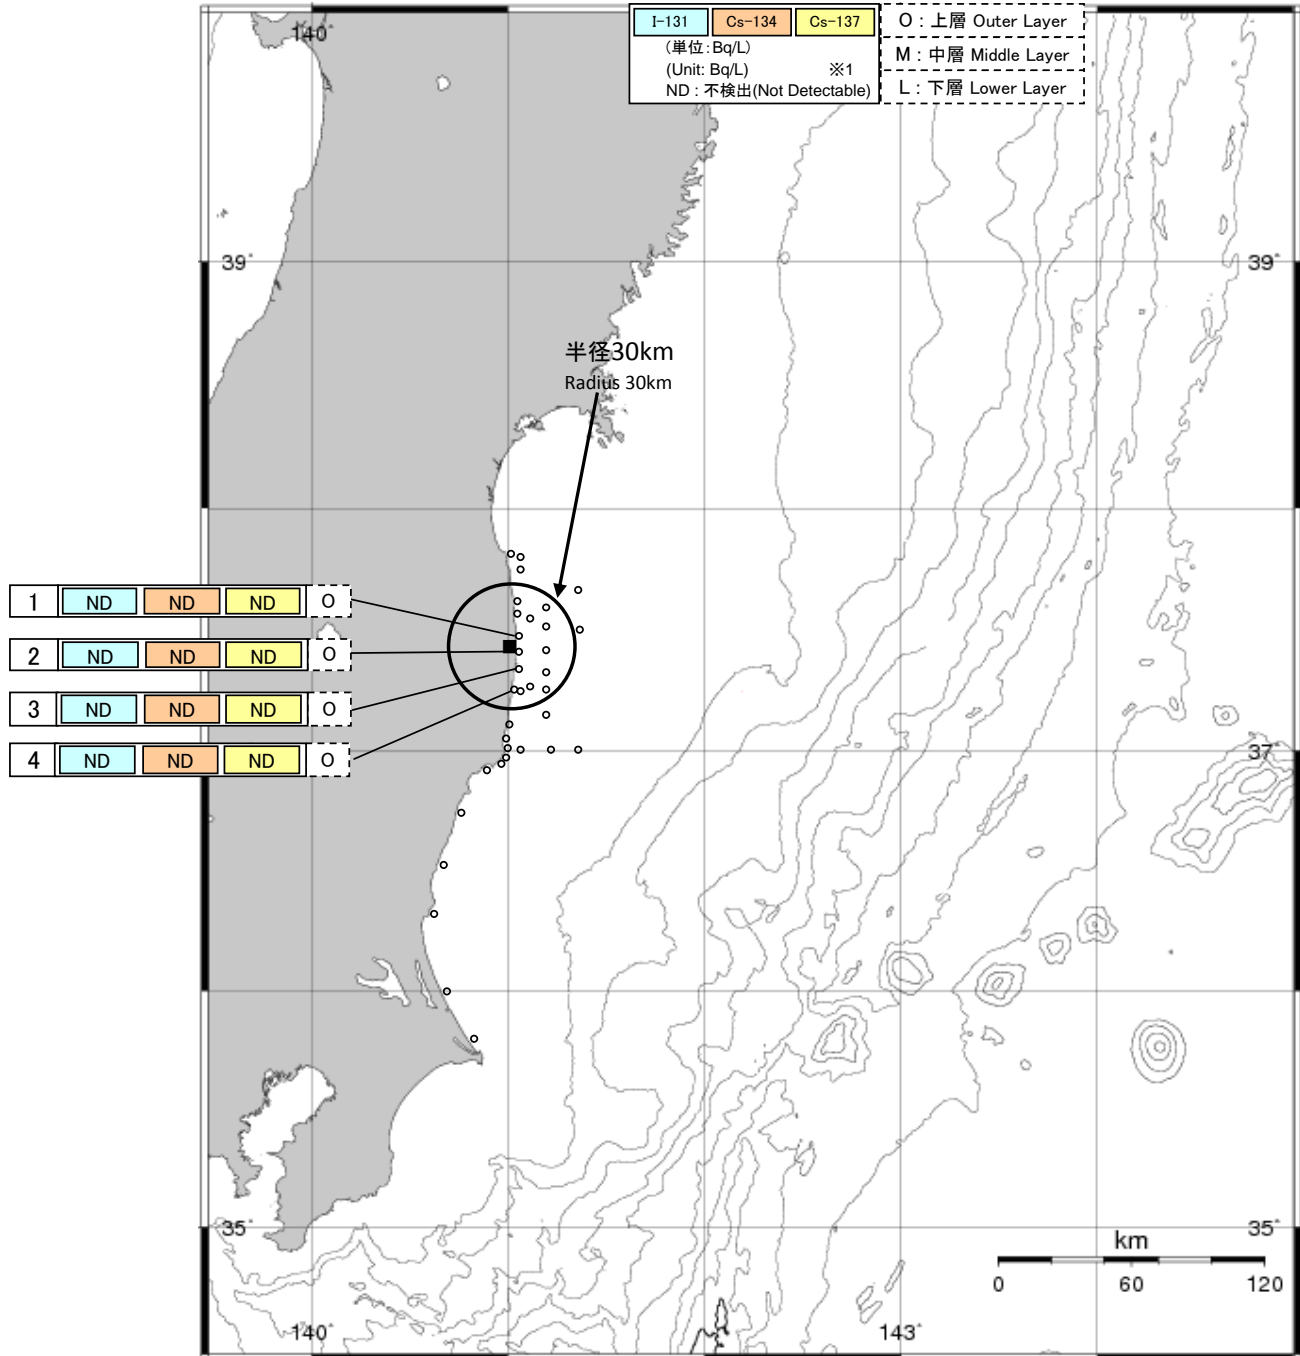 I-131 Cs-134 Cs-137
(単位:Bq/L)
(Unit: Bq/L) ※1
ND : 不検出(Not Detectable)
O : 上層 Outer Layer
M : 中層 Middle Layer
L : 下層 Lower Layer
140°
39° 39°
半径30km
Radius 30km
1 ND ND ND O
2 ND ND ND O
3 ND ND ND O
4 ND ND ND O
37°
35° 35°
km
0 60 120
140° 143°